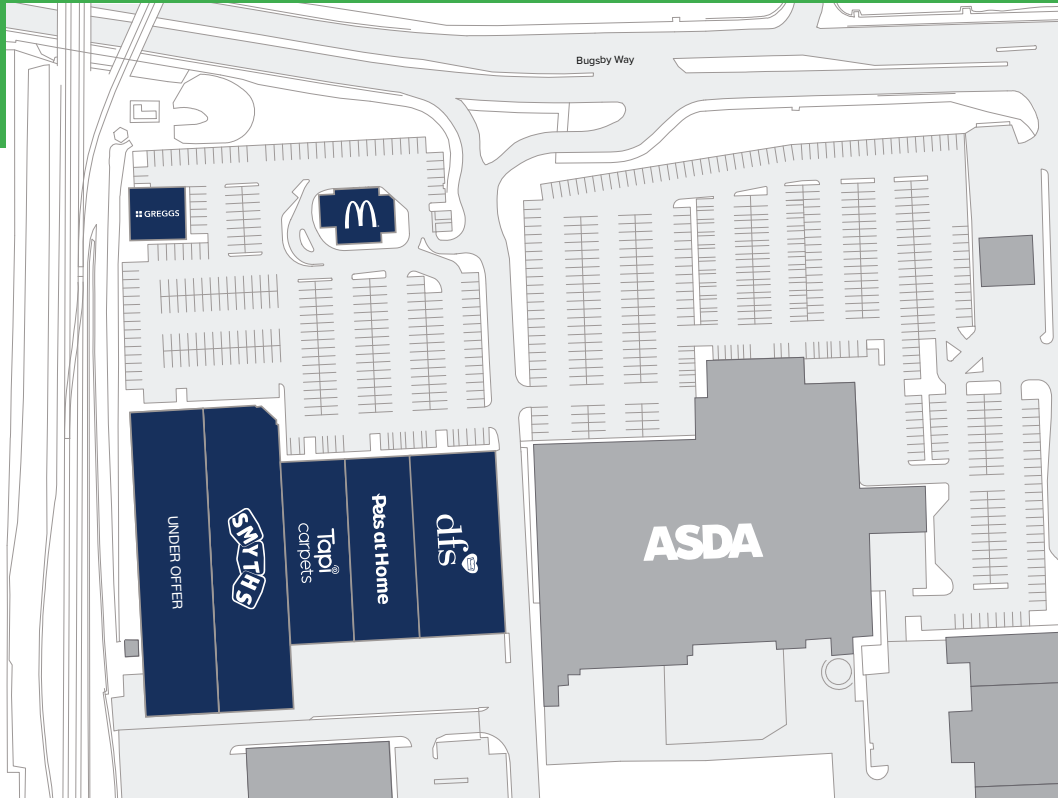 Bugsby Way
GREGGS
M
UNDER OFFER
SMYTHS
Tapi
carpets
Pets at Home
dfs
ASDA